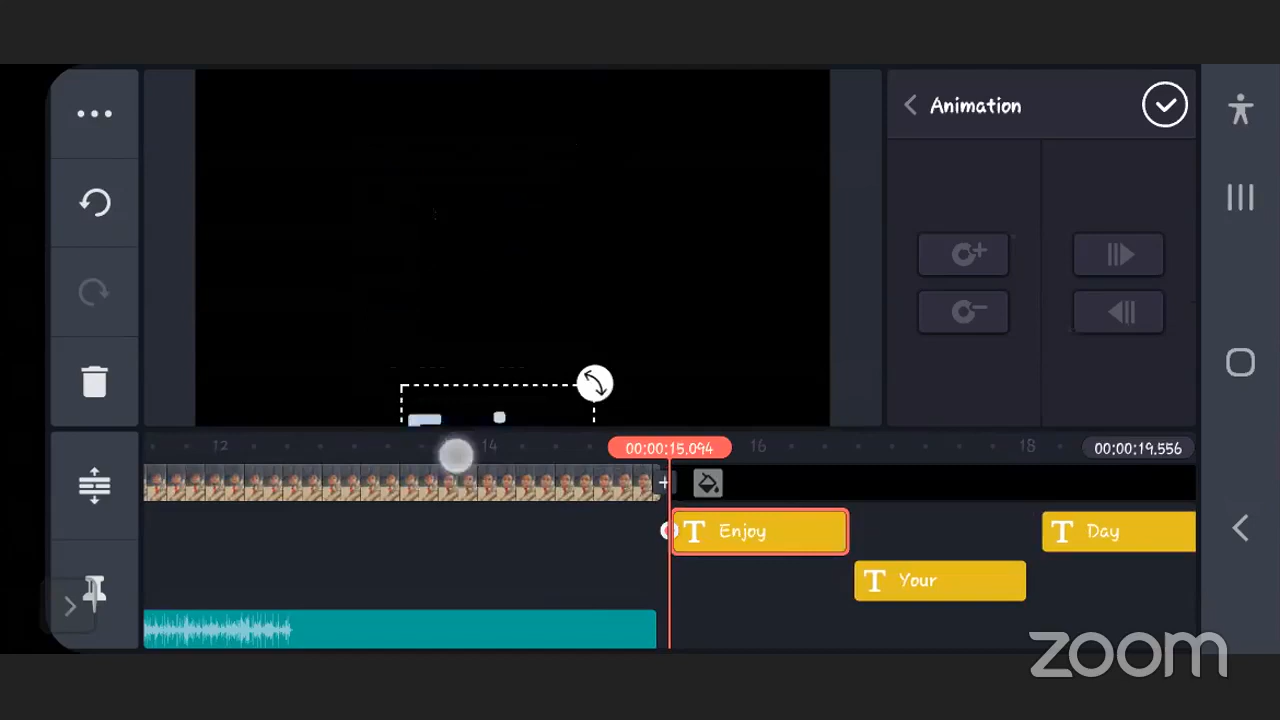 Animation
12
14
00:00:15.094
16
18
00:00:19.556
T Enjoy
T Day
T Your
zoom